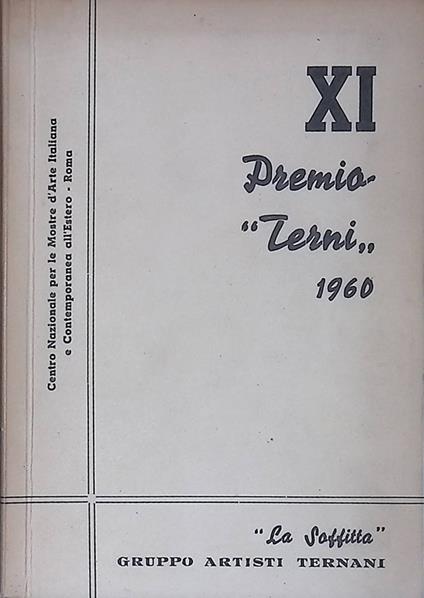 XI
Premio
"Terni„
1960
Centro Nazionale per le Mostre d'Arte Italiana
e Contemporanea all'Estero - Roma
"La Soffitta"
GRUPPO ARTISTI TERNANI